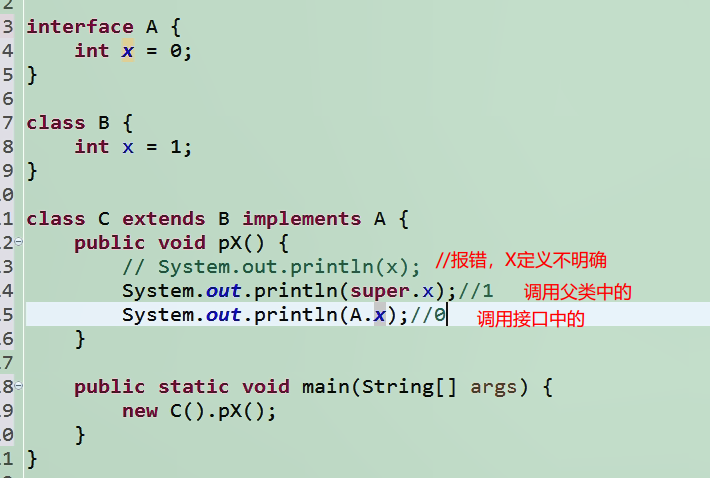 2
3 interface A {
4 int x = 0;
5 }
6
7 class B {
8 int x = 1;
9 }
.0
.1 class C extends B implements A {
.2 public void pX() {
.3 // System.out.println(x); //报错，X定义不明确
.4 System.out.println(super.x);//1 调用父类中的
.5 System.out.println(A.x);//0 调用接口中的
.6 }
.7
.8 public static void main(String[] args) {
.9 new C().pX();
.0 }
.1 }